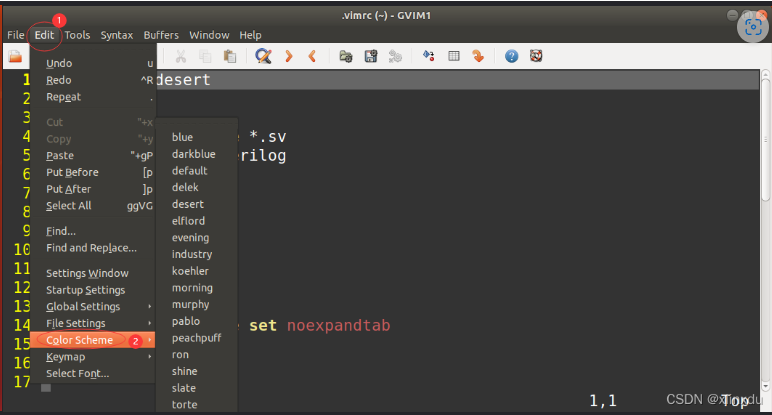 .vimrc (~) - GVIM1
1
File Edit Tools Syntax Buffers Window Help
Undo u
Redo ^R
Repeat .
Cut "+x
Copy "+y
Paste "+gP
Put Before [p
Put After ]p
Select All ggVG
Find...
Find and Replace...
Settings Window
Startup Settings
Global Settings
File Settings
Color Scheme 2
Keymap
Select Font...
blue
darkblue
default
delek
desert
elflord
evening
industry
koehler
morning
murphy
pablo
peachpuff
ron
shine
slate
torte
1 desert
2
3
4 *.sv
5 erilog
6
7
8
9
10
11
12
13
14 set noexpandtab
15
16
17
1,1 Top